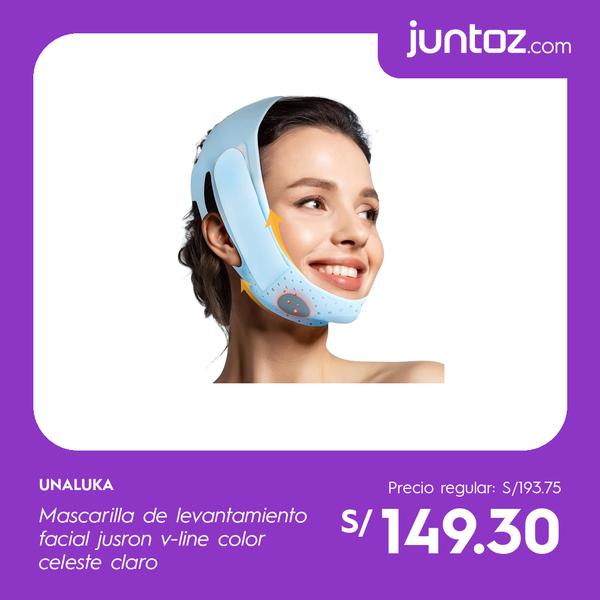 juntoz.com
UNALUKA
Mascarilla de levantamiento
facial jusron v-line color
celeste claro
Precio regular: S/193.75
S/149.30